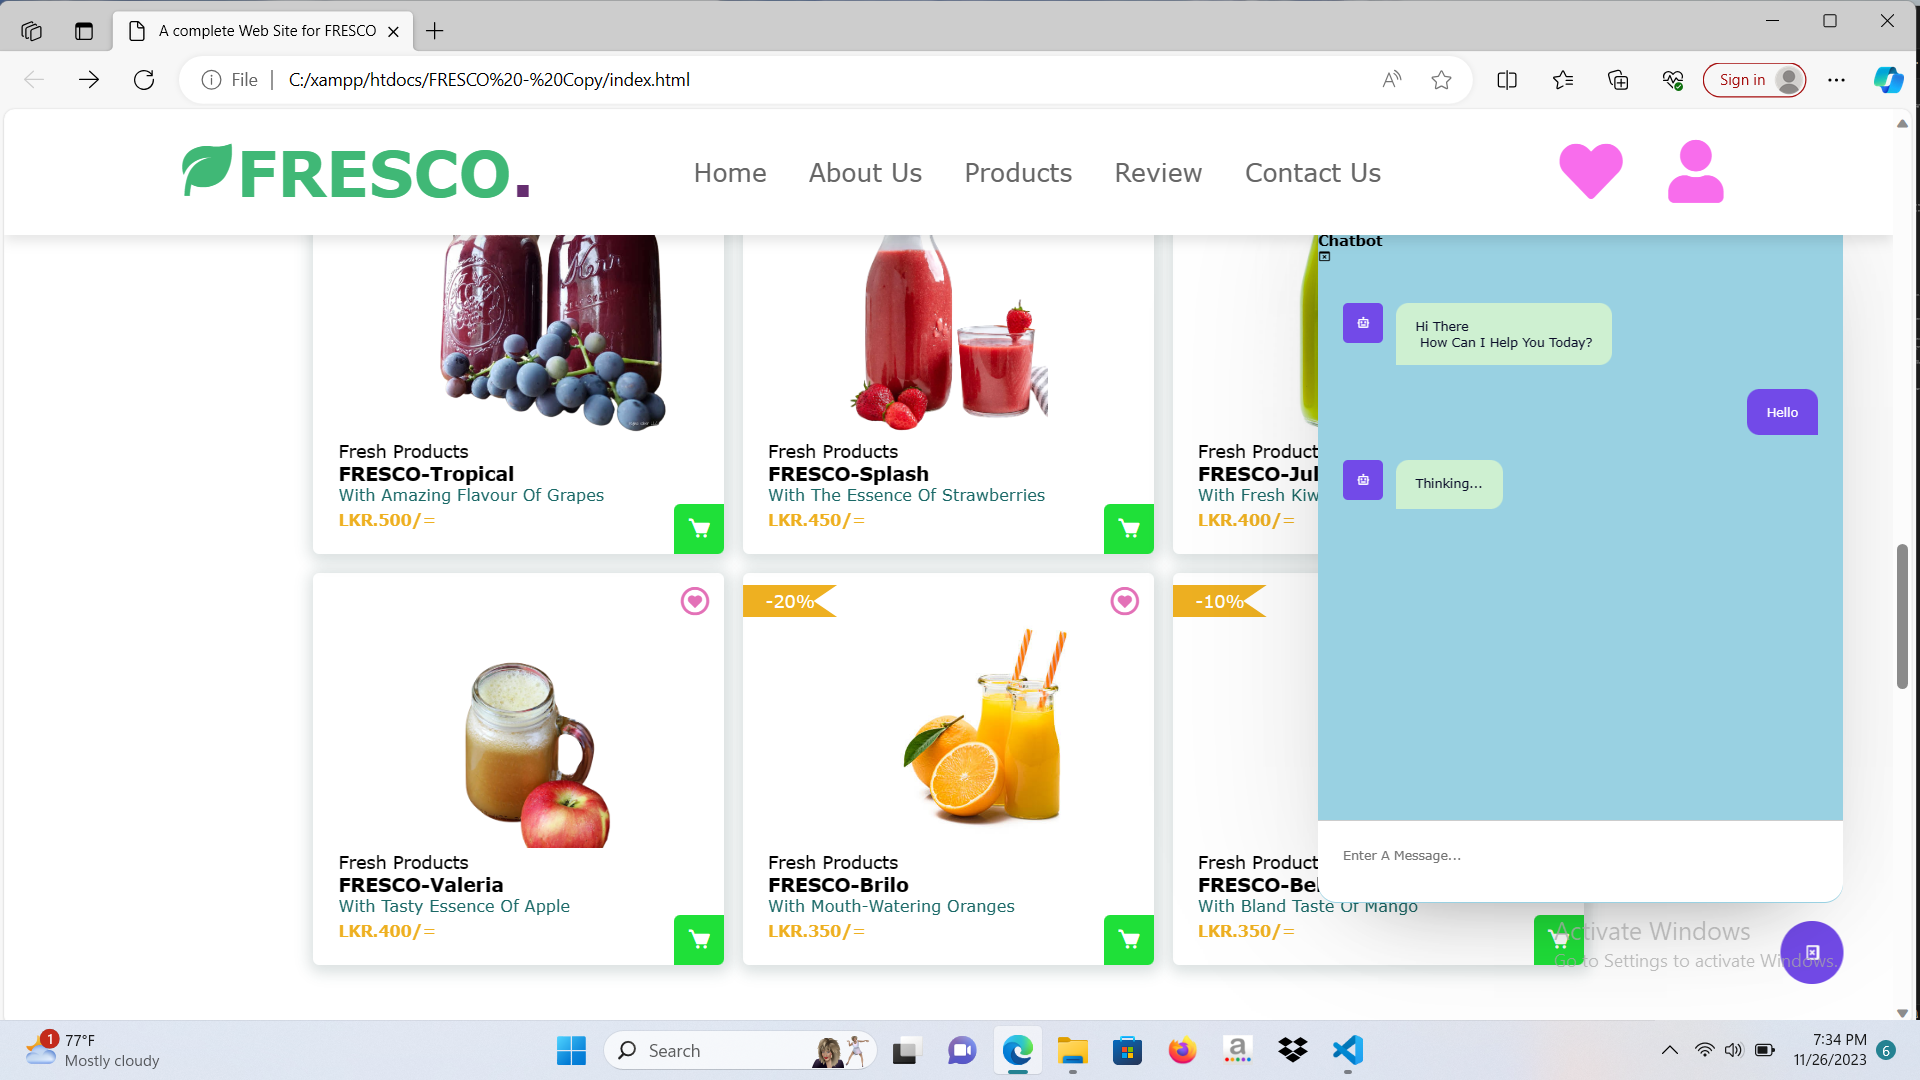 A complete Web Site for FRESCO
File
C:/xampp/htdocs/FRESCO%20-%20Copy/index.html
Sign in
FRESCO.
Home
About Us
Products
Review
Contact Us
Fresh Products
FRESCO-Tropical
With Amazing Flavour Of Grapes
LKR.500/=
Fresh Products
FRESCO-Splash
With The Essence Of Strawberries
LKR.450/=
Fresh Product
FRESCO-Jul
With Fresh Kiw
LKR.400/=
Chatbot
Hi There
How Can I Help You Today?
Hello
Thinking...
Enter A Message...
Fresh Products
FRESCO-Valeria
With Tasty Essence Of Apple
LKR.400/=
-20%
Fresh Products
FRESCO-Brilo
With Mouth-Watering Oranges
LKR.350/=
-10%
Fresh Product
FRESCO-Bel
With Bland Taste Of Mango
LKR.350/=
Activate Windows
Go to Settings to activate Windows.
1
77°F
Mostly cloudy
Search
a
7:34 PM
11/26/2023
6